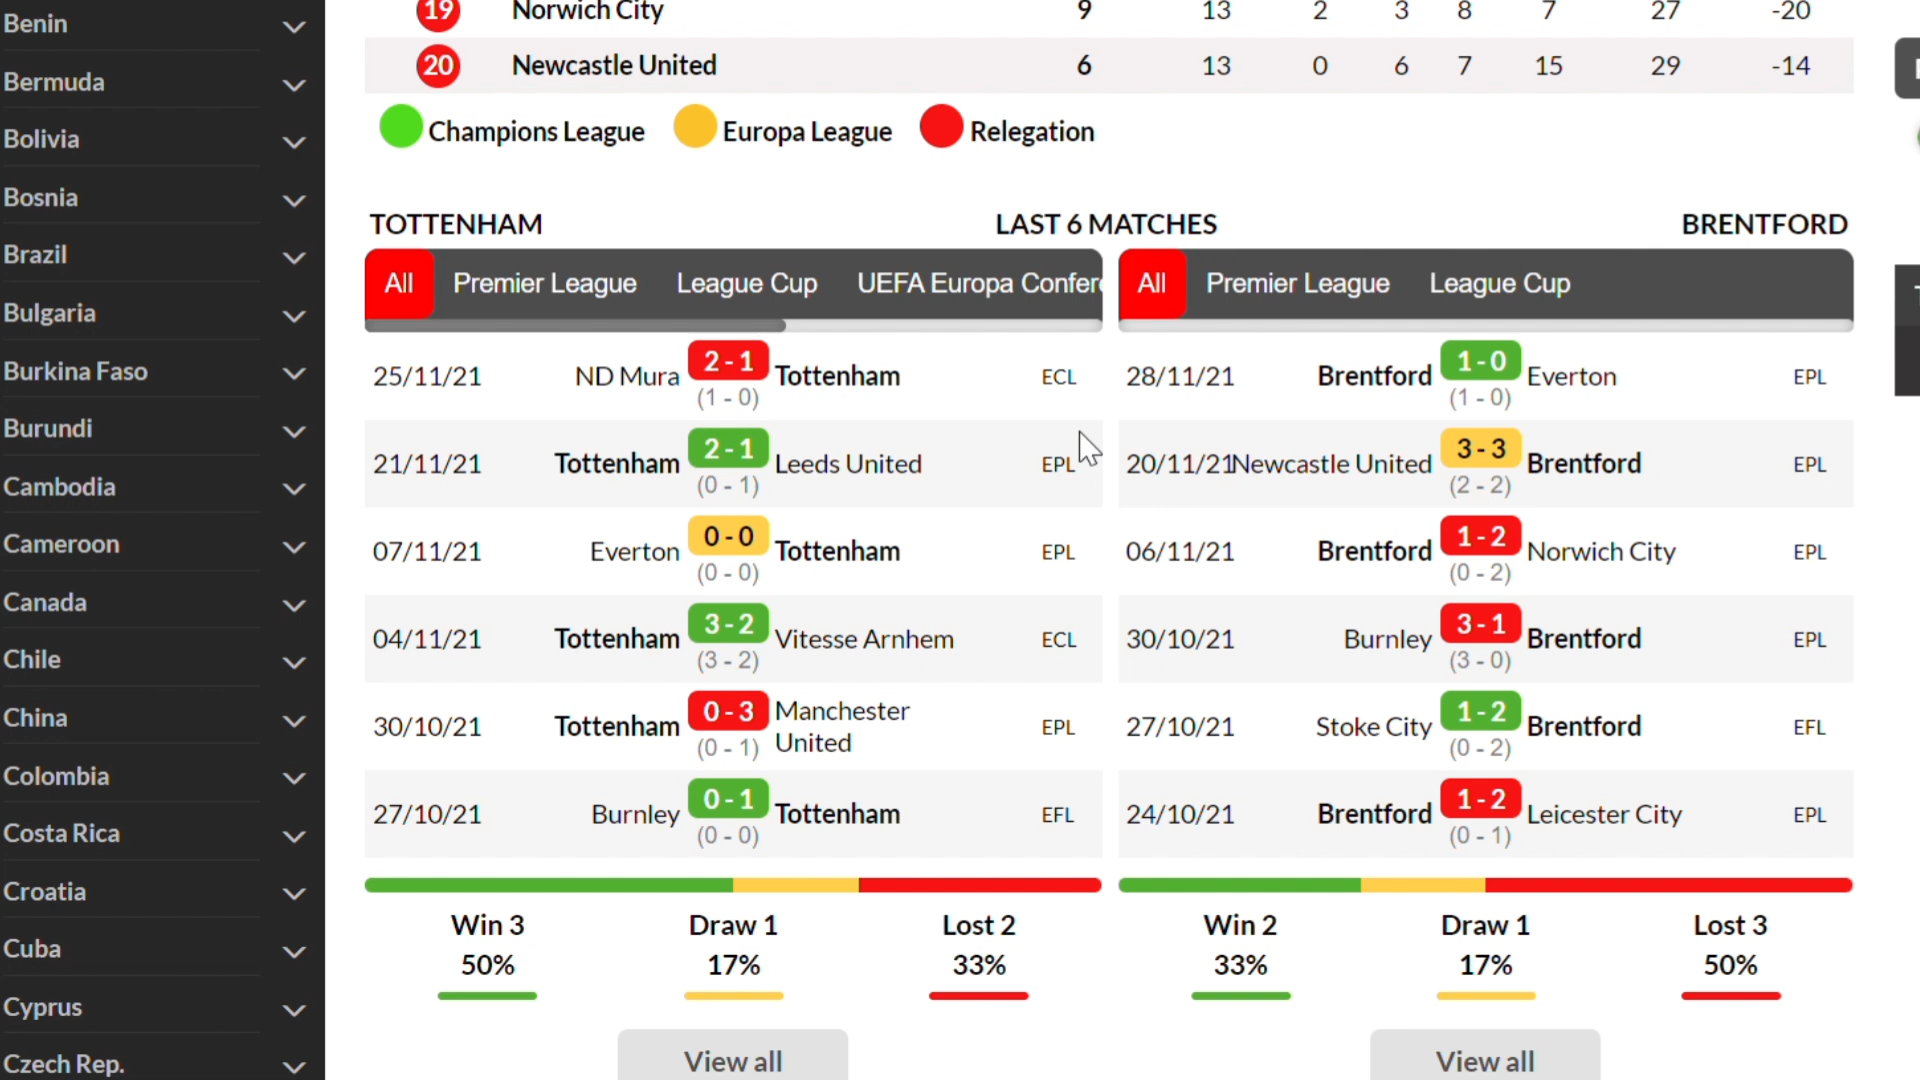 Benin
Bermuda
Bolivia
Bosnia
Brazil
Bulgaria
Burkina Faso
Burundi
Cambodia
Cameroon
Canada
Chile
China
Colombia
Costa Rica
Croatia
Cuba
Cyprus
Czech Rep.
19 Norwich City 9 13 2 3 8 7 27 -20
20 Newcastle United 6 13 0 6 7 15 29 -14
Champions League Europa League Relegation
TOTTENHAM LAST 6 MATCHES BRENTFORD
All Premier League League Cup UEFA Europa Confere
25/11/21 ND Mura 2 - 1 Tottenham ECL
(1 - 0)
21/11/21 Tottenham 2 - 1 Leeds United EPL
(0 - 1)
07/11/21 Everton 0 - 0 Tottenham EPL
(0 - 0)
04/11/21 Tottenham 3 - 2 Vitesse Arnhem ECL
(3 - 2)
30/10/21 Tottenham 0 - 3 Manchester United EPL
(0 - 1)
27/10/21 Burnley 0 - 1 Tottenham EFL
(0 - 0)
Win 3 Draw 1 Lost 2
50% 17% 33%
View all
All Premier League League Cup
28/11/21 Brentford 1 - 0 Everton EPL
(1 - 0)
20/11/21 Newcastle United 3 - 3 Brentford EPL
(2 - 2)
06/11/21 Brentford 1 - 2 Norwich City EPL
(0 - 2)
30/10/21 Burnley 3 - 1 Brentford EPL
(3 - 0)
27/10/21 Stoke City 1 - 2 Brentford EFL
(0 - 2)
24/10/21 Brentford 1 - 2 Leicester City EPL
(0 - 1)
Win 2 Draw 1 Lost 3
33% 17% 50%
View all